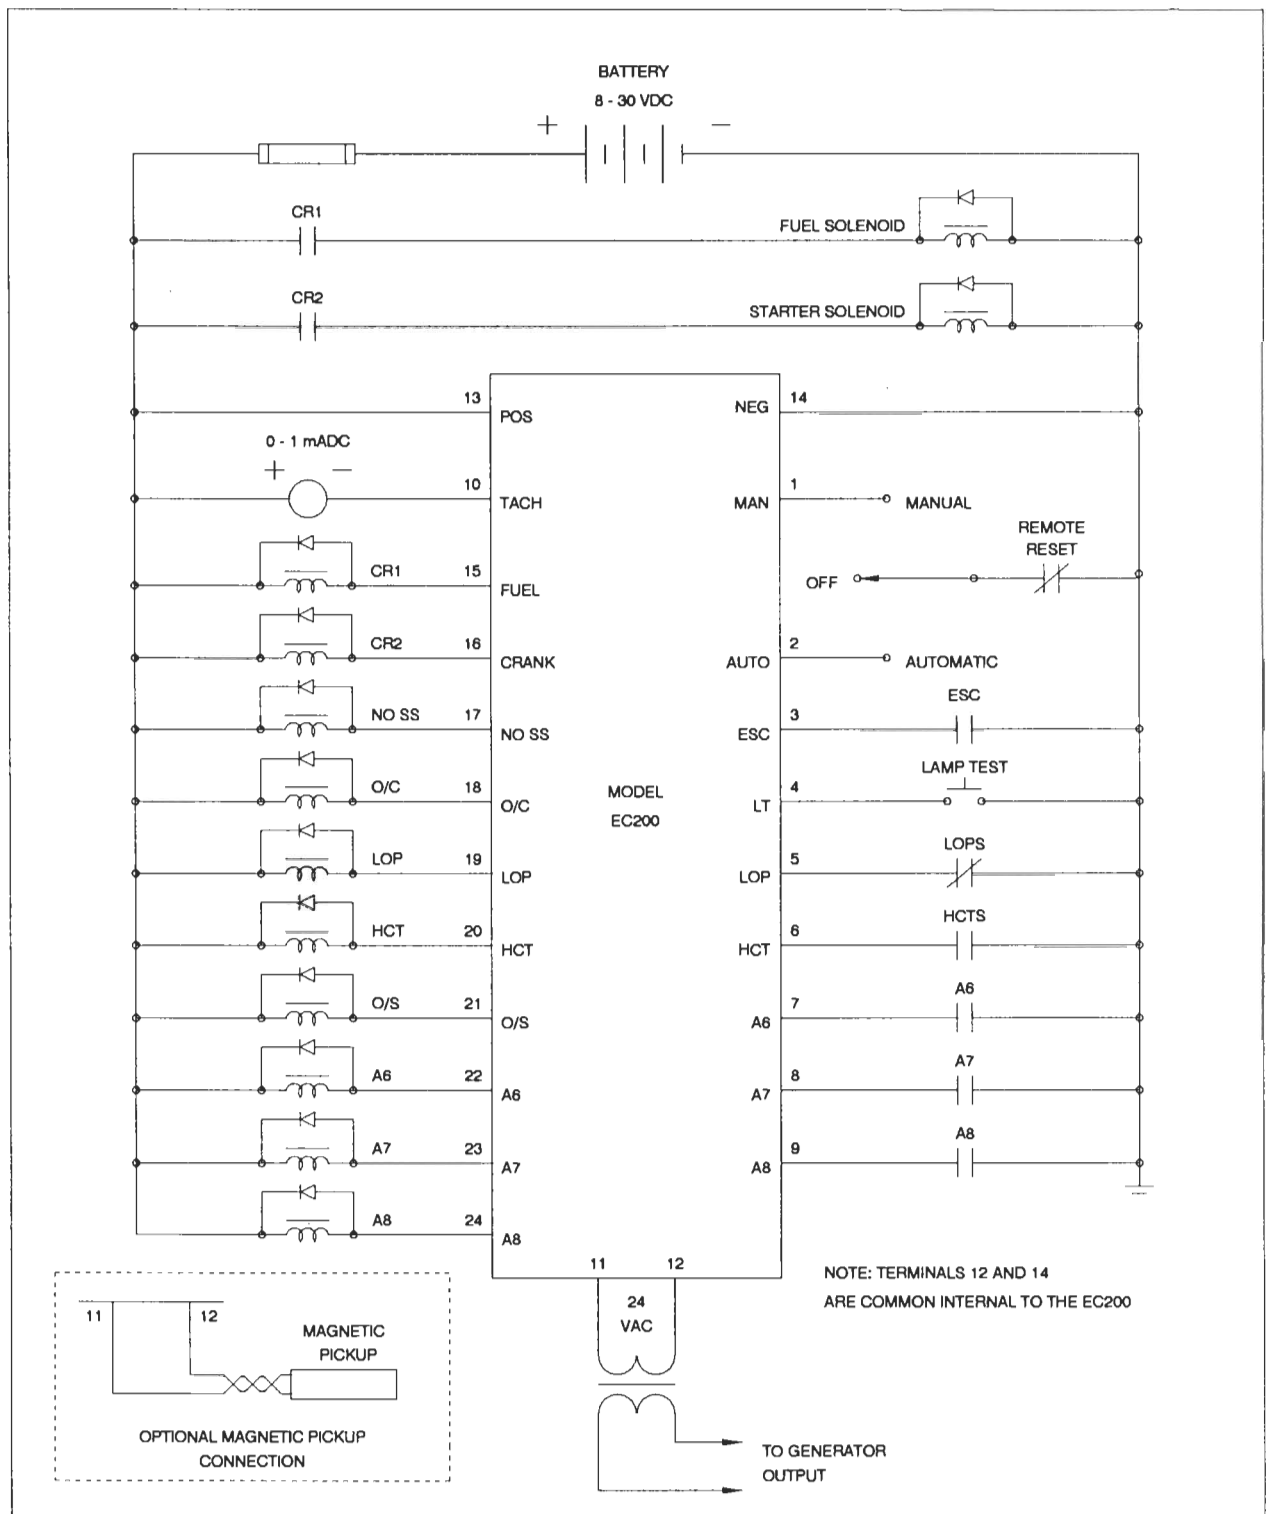 BATTERY
8 - 30 VDC
+ −
CR1
FUEL SOLENOID
CR2
STARTER SOLENOID
13
POS
NEG
14
0 - 1 mADC
+ −
10
TACH
MAN
1
MANUAL
REMOTE
RESET
OFF
CR1
15
FUEL
CR2
16
CRANK
AUTO
2
AUTOMATIC
NO SS
17
NO SS
ESC
3
ESC
O/C
18
O/C
MODEL
EC200
LT
4
LAMP TEST
LOP
19
LOP
LOP
5
LOPS
HCT
20
HCT
HCT
6
HCTS
O/S
21
O/S
A6
7
A6
A6
22
A6
A7
8
A7
A7
23
A7
A8
9
A8
A8
24
A8
11
12
24
VAC
NOTE: TERMINALS 12 AND 14
ARE COMMON INTERNAL TO THE EC200
11
12
MAGNETIC
PICKUP
OPTIONAL MAGNETIC PICKUP
CONNECTION
TO GENERATOR
OUTPUT